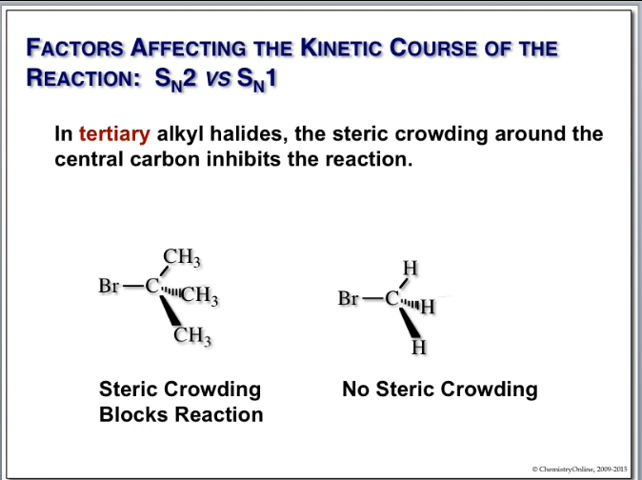 FACTORS AFFECTING THE KINETIC COURSE OF THE
REACTION: SN2 VS SN1
In tertiary alkyl halides, the steric crowding around the
central carbon inhibits the reaction.
CH3
Br C CH3
CH3
H
Br C H
H
Steric Crowding
Blocks Reaction
No Steric Crowding
© ChemistryOnline, 2009-2015